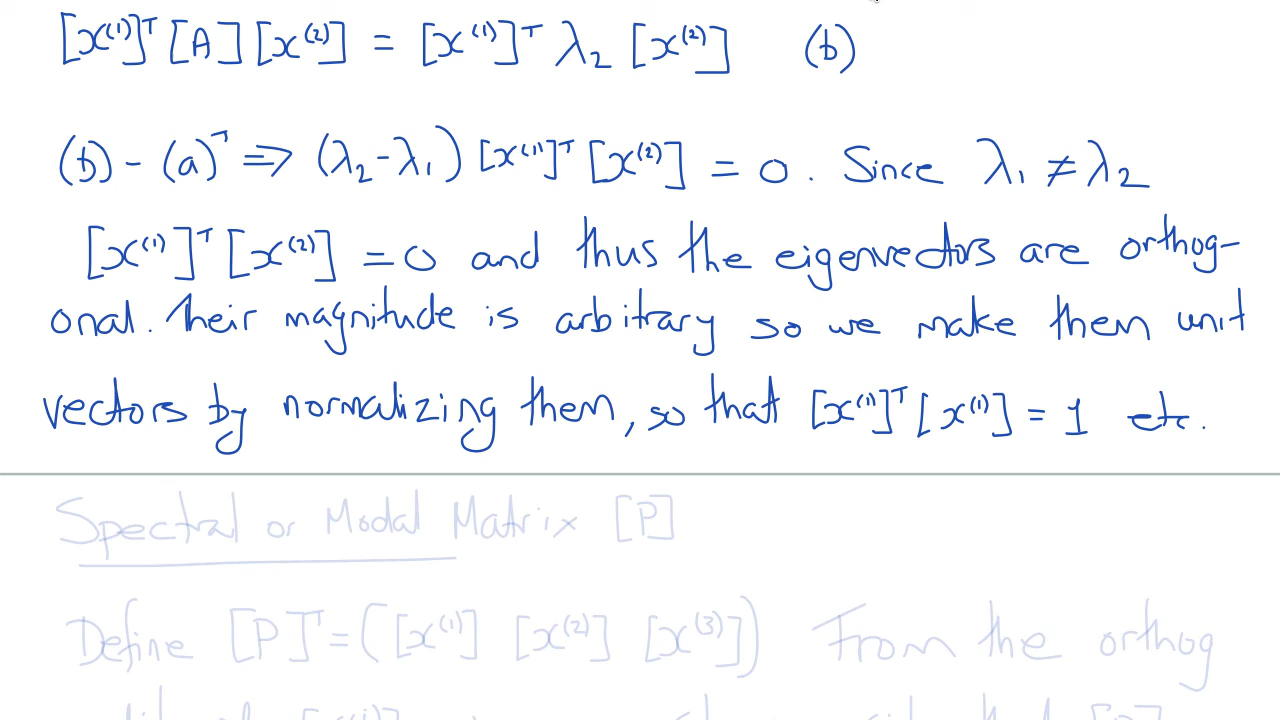 [x⁽¹⁾]ᵀ [A] [x⁽²⁾] = [x⁽¹⁾]ᵀ λ₂ [x⁽²⁾] (b)
(b) - (a)ᵀ ⇒ (λ₂-λ₁) [x⁽¹⁾]ᵀ [x⁽²⁾] = 0. Since λ₁ ≠ λ₂
[x⁽¹⁾]ᵀ [x⁽²⁾] = 0 and thus the eigenvectors are orthog-
onal. Their magnitude is arbitrary so we make them unit
vectors by normalizing them, so that [x⁽¹⁾]ᵀ [x⁽¹⁾] = 1 etc.
Spectral or Modal Matrix [P]
Define [P]ᵀ = ([x⁽¹⁾] [x⁽²⁾] [x⁽³⁾]) From the orthog